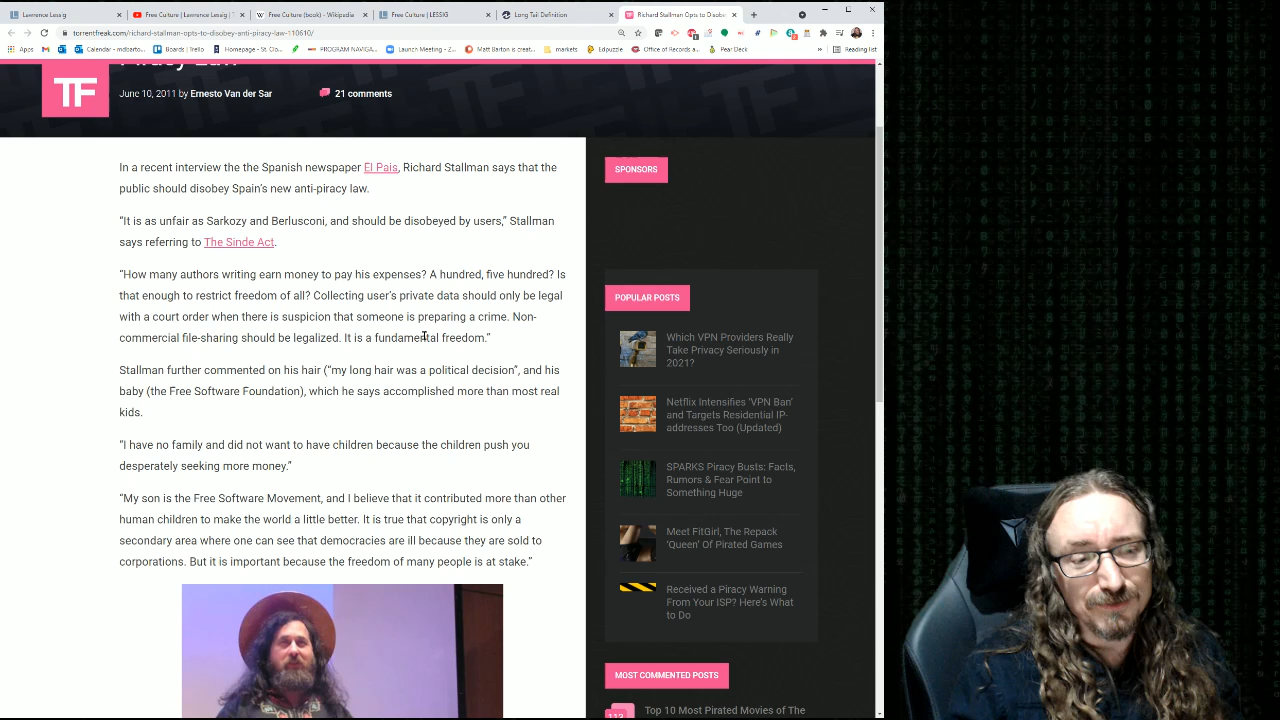 Lawrence Lessig
Free Culture | Lawrence Lessig | T
Free Culture (book) - Wikipedia
Free Culture | LESSIG
Long Tail Definition
Richard Stallman Opts to Disobe
torrentfreak.com/richard-stallman-opts-to-disobey-anti-piracy-law-110610/
Apps
Calendar - mdbarto...
Boards | Trello
Homepage - St. Clo...
PROGRAM NAVIGA...
Launch Meeting - Z...
Matt Barton is creat...
markets
Edpuzzle
Office of Records a...
Pear Deck
Reading list
Piracy Law
TF
June 10, 2011 by Ernesto Van der Sar
21 comments
In a recent interview the the Spanish newspaper El Pais, Richard Stallman says that the
public should disobey Spain's new anti-piracy law.
“It is as unfair as Sarkozy and Berlusconi, and should be disobeyed by users,” Stallman
says referring to The Sinde Act.
“How many authors writing earn money to pay his expenses? A hundred, five hundred? Is
that enough to restrict freedom of all? Collecting user's private data should only be legal
with a court order when there is suspicion that someone is preparing a crime. Non-
commercial file-sharing should be legalized. It is a fundamental freedom.”
Stallman further commented on his hair (“my long hair was a political decision”, and his
baby (the Free Software Foundation), which he says accomplished more than most real
kids.
“I have no family and did not want to have children because the children push you
desperately seeking more money.”
“My son is the Free Software Movement, and I believe that it contributed more than other
human children to make the world a little better. It is true that copyright is only a
secondary area where one can see that democracies are ill because they are sold to
corporations. But it is important because the freedom of many people is at stake.”
SPONSORS
POPULAR POSTS
Which VPN Providers Really
Take Privacy Seriously in
2021?
Netflix Intensifies ‘VPN Ban’
and Targets Residential IP-
addresses Too (Updated)
SPARKS Piracy Busts: Facts,
Rumors & Fear Point to
Something Huge
Meet FitGirl, The Repack
‘Queen’ Of Pirated Games
Received a Piracy Warning
From Your ISP? Here's What
to Do
MOST COMMENTED POSTS
113
Top 10 Most Pirated Movies of The